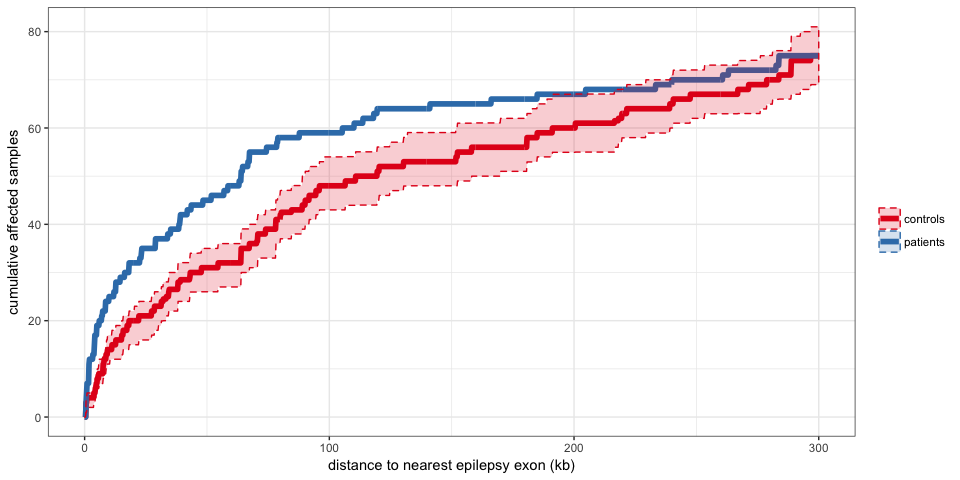 cumulative affected samples
80
60
40
20
0
0 100 200 300
distance to nearest epilepsy exon (kb)
controls
patients